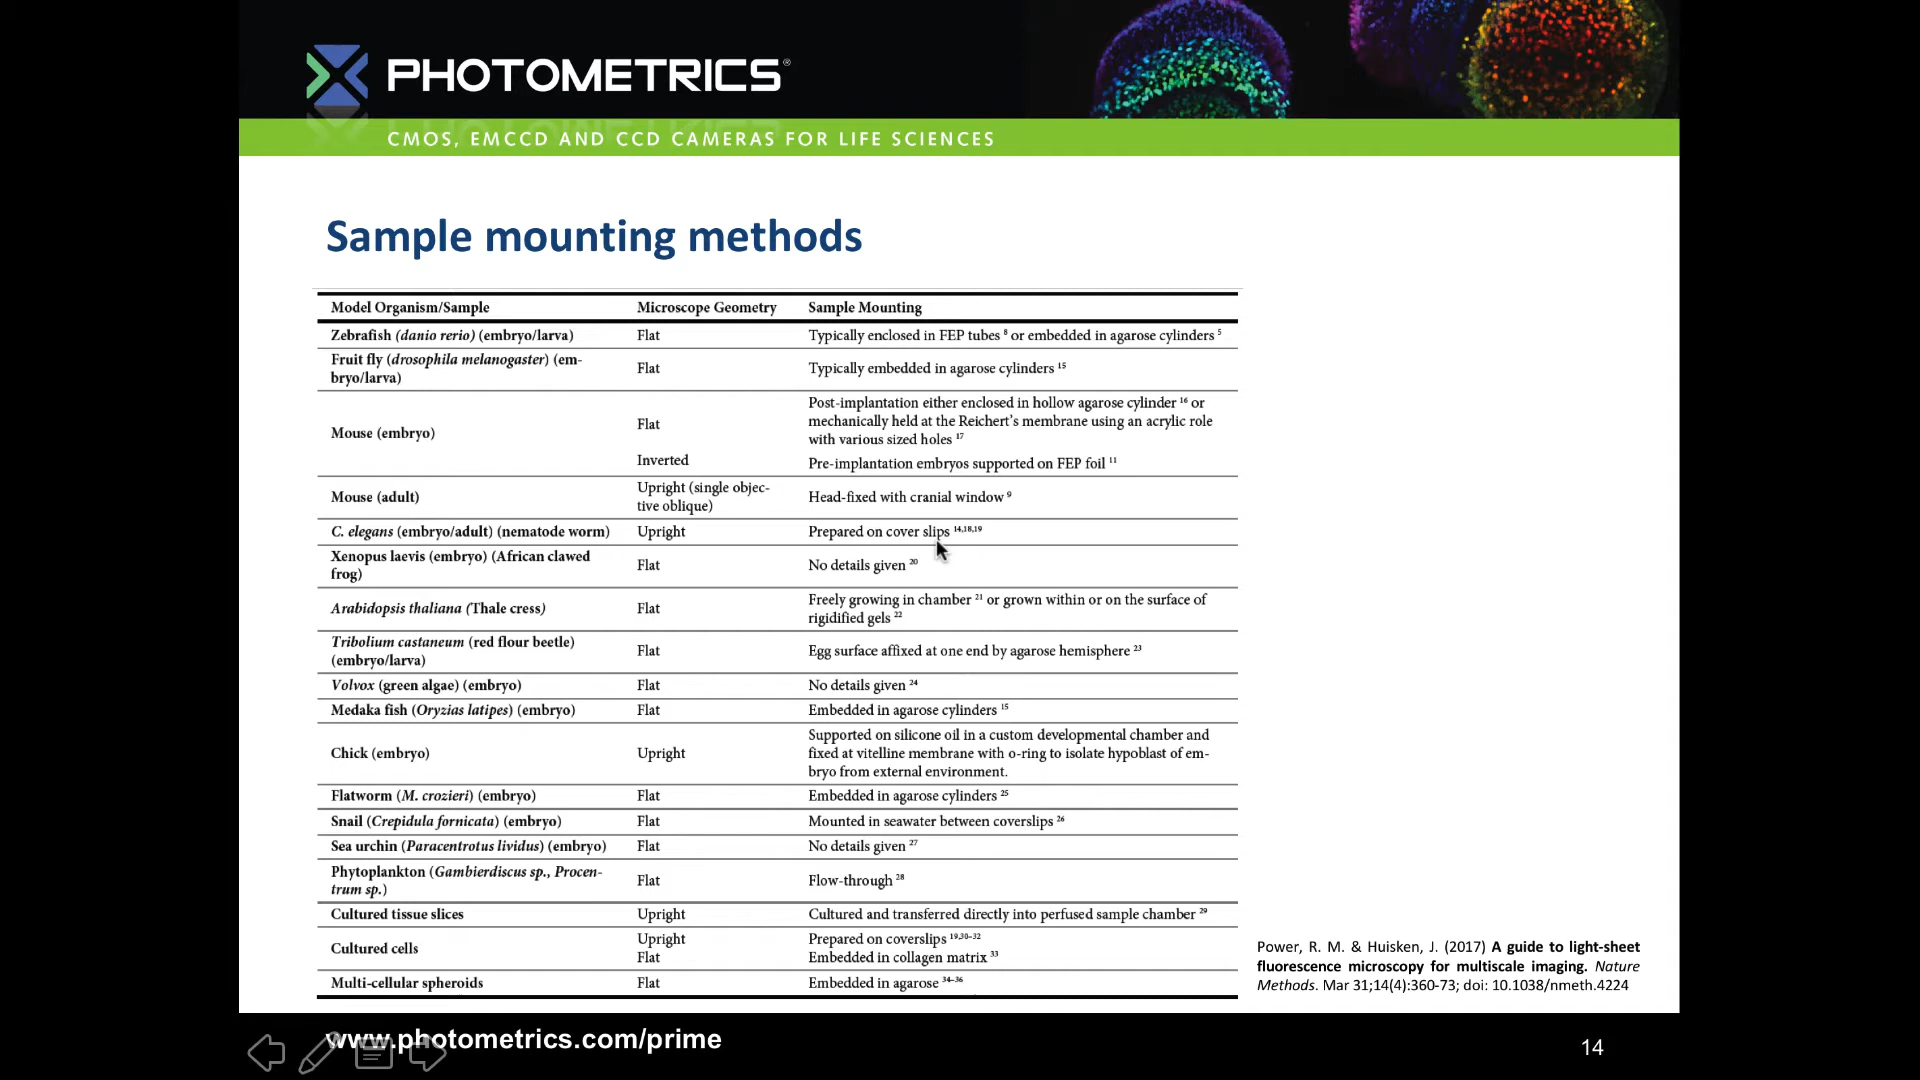 PHOTOMETRICS®
CMOS, EMCCD AND CCD CAMERAS FOR LIFE SCIENCES
Sample mounting methods
Model Organism/Sample Microscope Geometry Sample Mounting
Zebrafish (danio rerio) (embryo/larva) Flat Typically enclosed in FEP tubes 8 or embedded in agarose cylinders 5
Fruit fly (drosophila melanogaster) (em-
bryo/larva) Flat Typically embedded in agarose cylinders 15
Mouse (embryo) Flat Post-implantation either enclosed in hollow agarose cylinder 16 or
mechanically held at the Reichert's membrane using an acrylic role
with various sized holes 17
Inverted Pre-implantation embryos supported on FEP foil 11
Mouse (adult) Upright (single objec-
tive oblique) Head-fixed with cranial window 9
C. elegans (embryo/adult) (nematode worm) Upright Prepared on cover slips 14,18,19
Xenopus laevis (embryo) (African clawed
frog) Flat No details given 20
Arabidopsis thaliana (Thale cress) Flat Freely growing in chamber 21 or grown within or on the surface of
rigidified gels 22
Tribolium castaneum (red flour beetle)
(embryo/larva) Flat Egg surface affixed at one end by agarose hemisphere 23
Volvox (green algae) (embryo) Flat No details given 24
Medaka fish (Oryzias latipes) (embryo) Flat Embedded in agarose cylinders 15
Chick (embryo) Upright Supported on silicone oil in a custom developmental chamber and
fixed at vitelline membrane with o-ring to isolate hypoblast of em-
bryo from external environment.
Flatworm (M. crozieri) (embryo) Flat Embedded in agarose cylinders 25
Snail (Crepidula fornicata) (embryo) Flat Mounted in seawater between coverslips 26
Sea urchin (Paracentrotus lividus) (embryo) Flat No details given 27
Phytoplankton (Gambierdiscus sp., Procen-
trum sp.) Flat Flow-through 28
Cultured tissue slices Upright Cultured and transferred directly into perfused sample chamber 29
Cultured cells Upright Prepared on coverslips 19,30–32
Flat Embedded in collagen matrix 33
Multi-cellular spheroids Flat Embedded in agarose 34–36
Power, R. M. & Huisken, J. (2017) A guide to light-sheet
fluorescence microscopy for multiscale imaging. Nature
Methods. Mar 31;14(4):360-73; doi: 10.1038/nmeth.4224
www.photometrics.com/prime
14